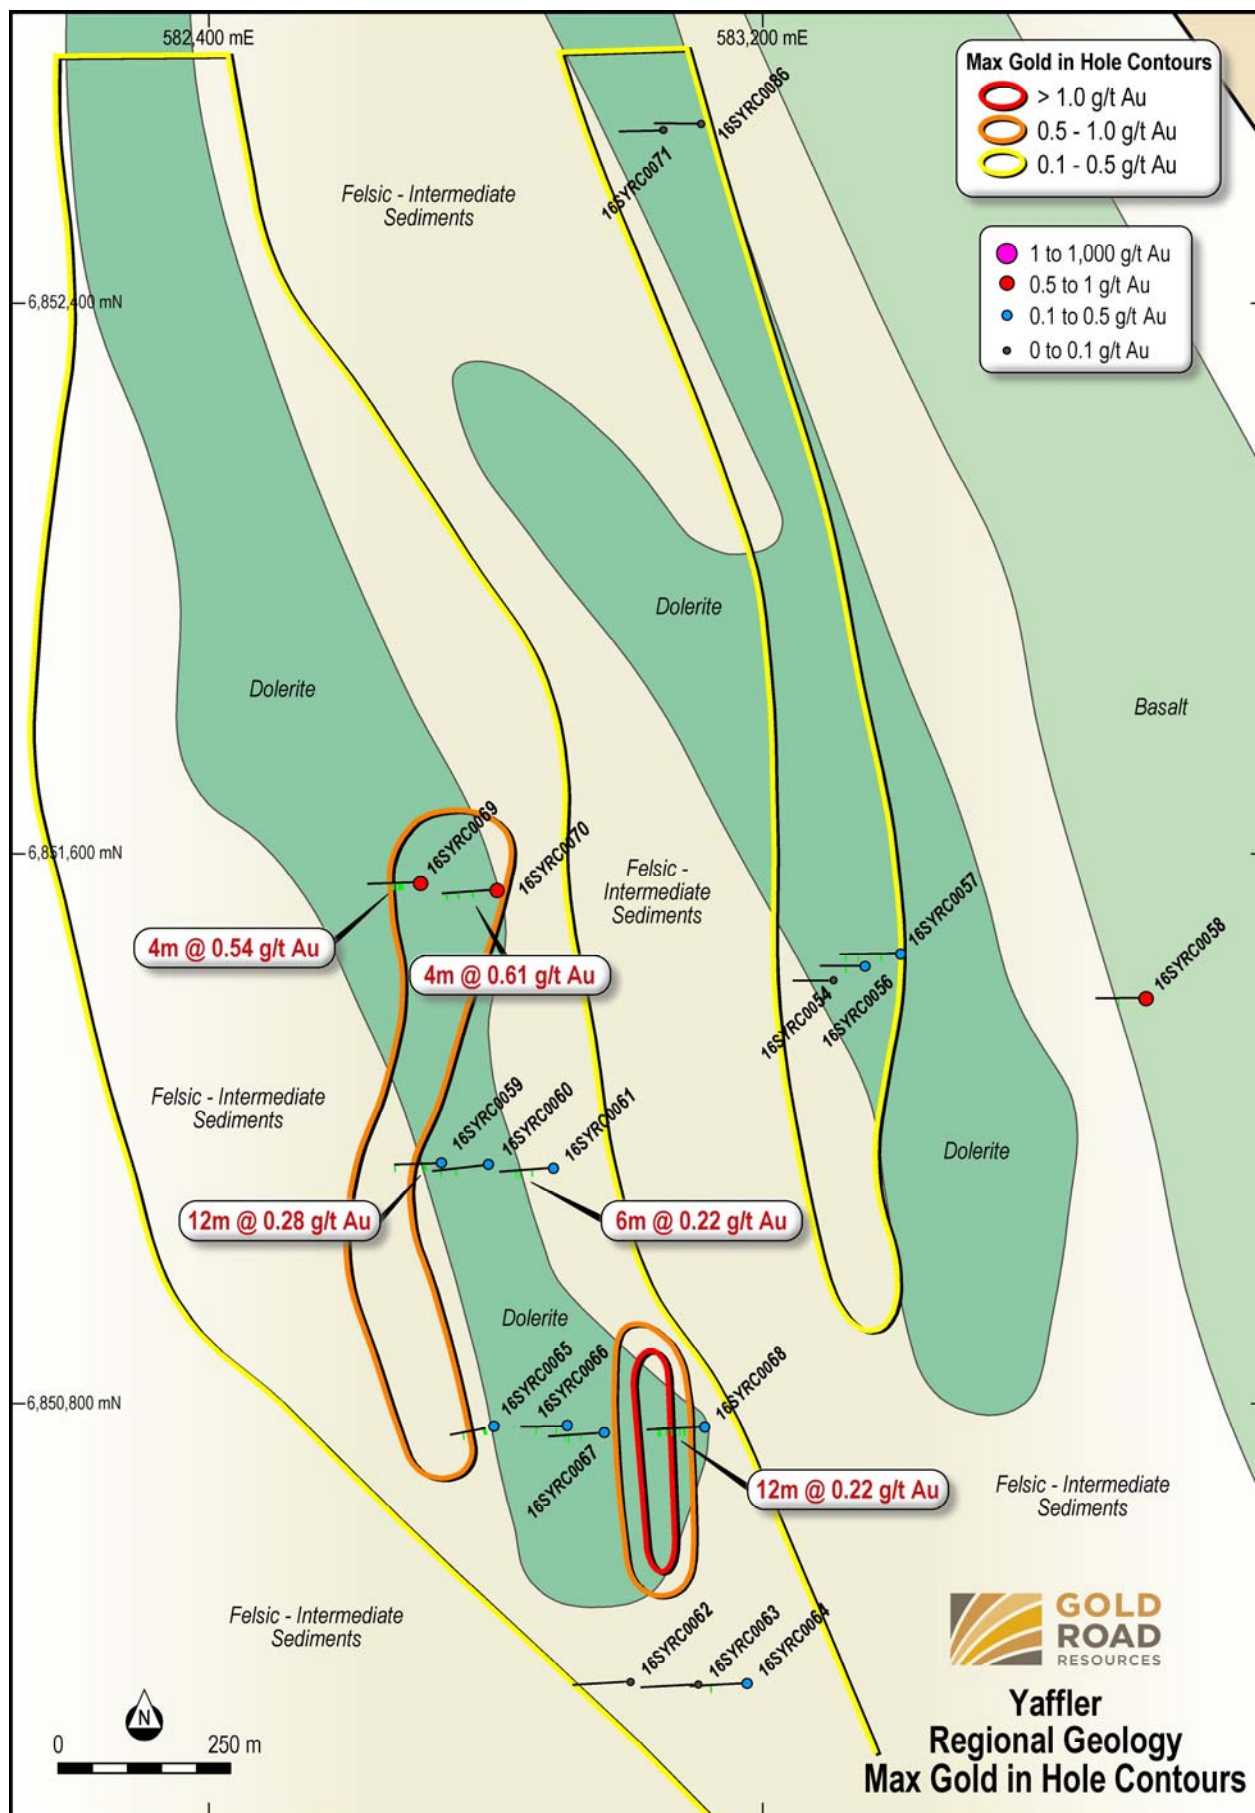 582,400 mE
583,200 mE
Max Gold in Hole Contours
> 1.0 g/t Au
0.5 - 1.0 g/t Au
0.1 - 0.5 g/t Au
16SYRC0086
16SYRC0071
Felsic - Intermediate
Sediments
1 to 1,000 g/t Au
0.5 to 1 g/t Au
0.1 to 0.5 g/t Au
0 to 0.1 g/t Au
6,852,400 mN
Dolerite
Dolerite
Basalt
6,851,600 mN
16SYRC0069
16SYRC0070
Felsic -
Intermediate
Sediments
16SYRC0057
16SYRC0058
4m @ 0.54 g/t Au
4m @ 0.61 g/t Au
16SYRC0054
16SYRC0056
Felsic - Intermediate
Sediments
16SYRC0059
16SYRC0060
16SYRC0061
Dolerite
12m @ 0.28 g/t Au
6m @ 0.22 g/t Au
Dolerite
6,850,800 mN
16SYRC0065
16SYRC0066
16SYRC0068
16SYRC0067
12m @ 0.22 g/t Au
Felsic - Intermediate
Sediments
Felsic - Intermediate
Sediments
16SYRC0062
16SYRC0063
16SYRC0064
GOLD
ROAD
RESOURCES
N
0 250 m
Yaffler
Regional Geology
Max Gold in Hole Contours